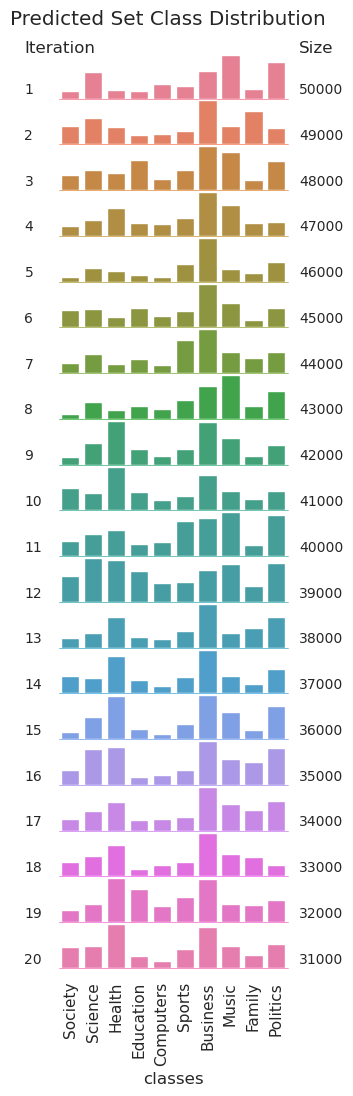 Predicted Set Class Distribution
Iteration Size
1 50000
2 49000
3 48000
4 47000
5 46000
6 45000
7 44000
8 43000
9 42000
10 41000
11 40000
12 39000
13 38000
14 37000
15 36000
16 35000
17 34000
18 33000
19 32000
20 31000
Society
Science
Health
Education
Computers
Sports
Business
Music
Family
Politics
classes